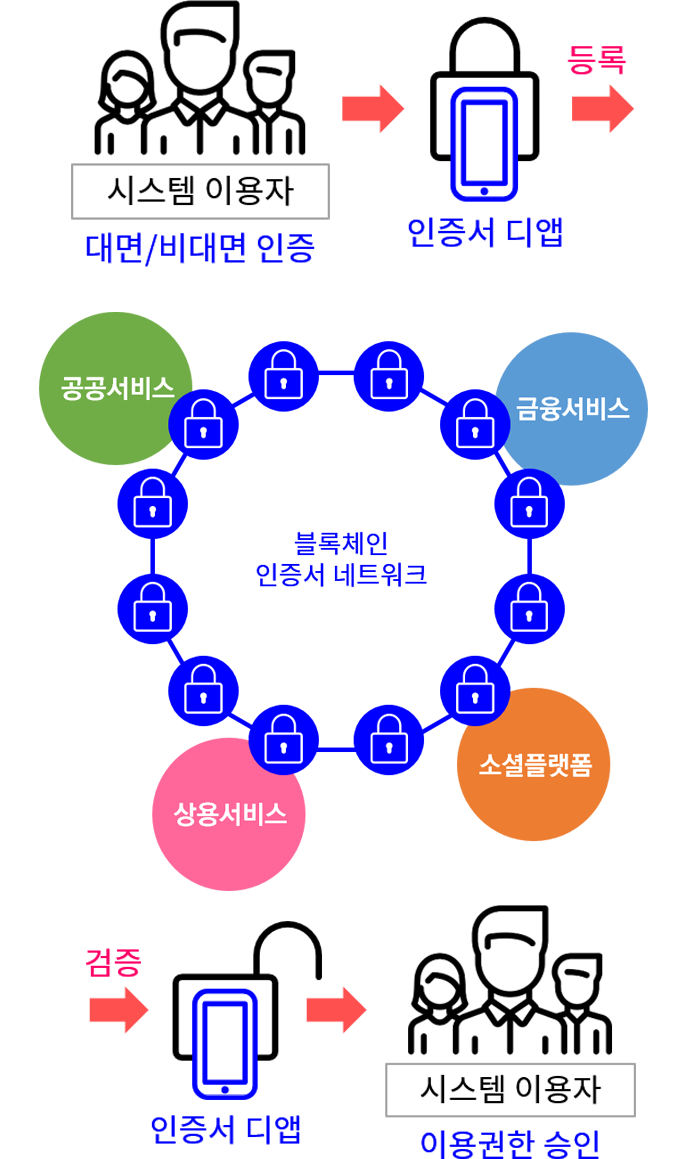 등록
시스템 이용자
대면/비대면 인증
인증서 디앱
공공서비스
금융서비스
블록체인
인증서 네트워크
소셜플랫폼
상용서비스
검증
인증서 디앱
시스템 이용자
이용권한 승인